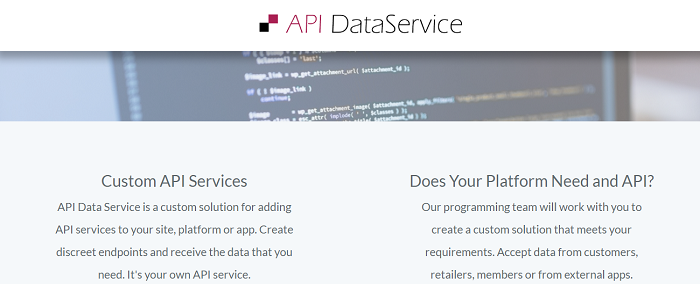 API DataService
$classes[] = 'last';
$image_link = wp_get_attachment_url( $attachment_id );
if ( ! $image_link )
continue;
= wp_get_attachment_image( $attachment_id, apply_filters(
= esc_attr( implode( ' ', $classes ) );
Custom API Services
API Data Service is a custom solution for adding
API services to your site, platform or app. Create
discreet endpoints and receive the data that you
need. It's your own API service.
Does Your Platform Need and API?
Our programming team will work with you to
create a custom solution that meets your
requirements. Accept data from customers,
retailers, members or from external apps.